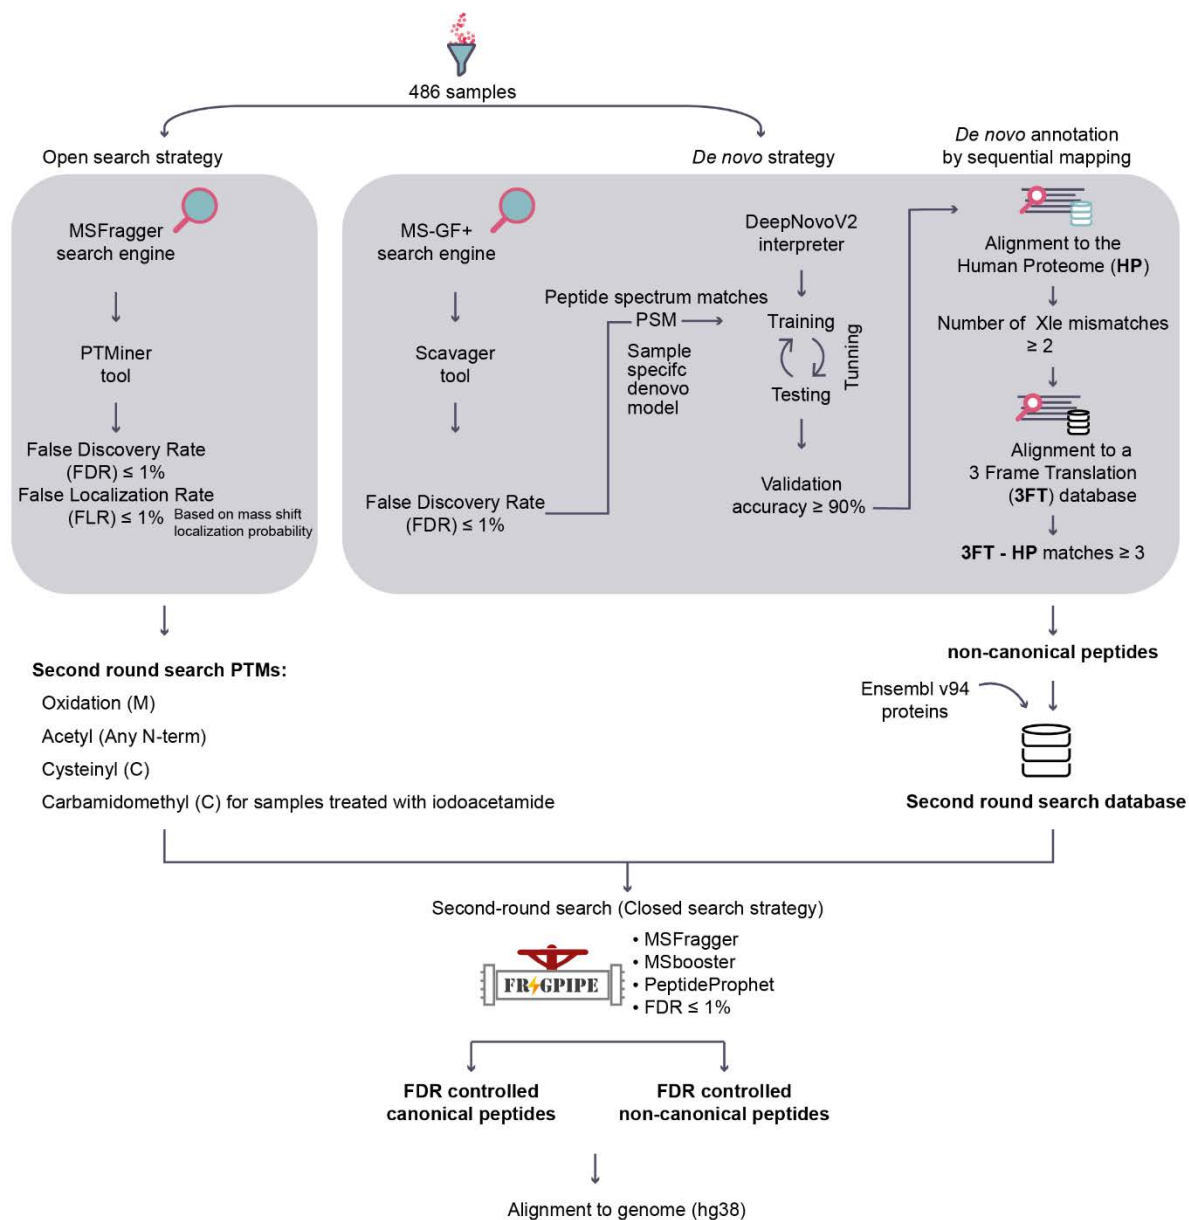 486 samples
Open search strategy
MSFragger
search engine
PTMiner
tool
False Discovery Rate
(FDR) ≤ 1%
False Localization Rate
(FLR) ≤ 1% Based on mass shift
localization probability
De novo strategy
MS-GF+
search engine
Scavager
tool
False Discovery Rate
(FDR) ≤ 1%
Peptide spectrum matches
PSM
Sample
specifc
denovo
model
DeepNovoV2
interpreter
Training
Tunning
Testing
Validation
accuracy ≥ 90%
De novo annotation
by sequential mapping
Alignment to the
Human Proteome (HP)
Number of Xle mismatches
≥ 2
Alignment to a
3 Frame Translation
(3FT) database
3FT - HP matches ≥ 3
Second round search PTMs:
Oxidation (M)
Acetyl (Any N-term)
Cysteinyl (C)
Carbamidomethyl (C) for samples treated with iodoacetamide
non-canonical peptides
Ensembl v94
proteins
Second round search database
Second-round search (Closed search strategy)
FRGPIPE
• MSFragger
• MSbooster
• PeptideProphet
• FDR ≤ 1%
FDR controlled
canonical peptides
FDR controlled
non-canonical peptides
Alignment to genome (hg38)